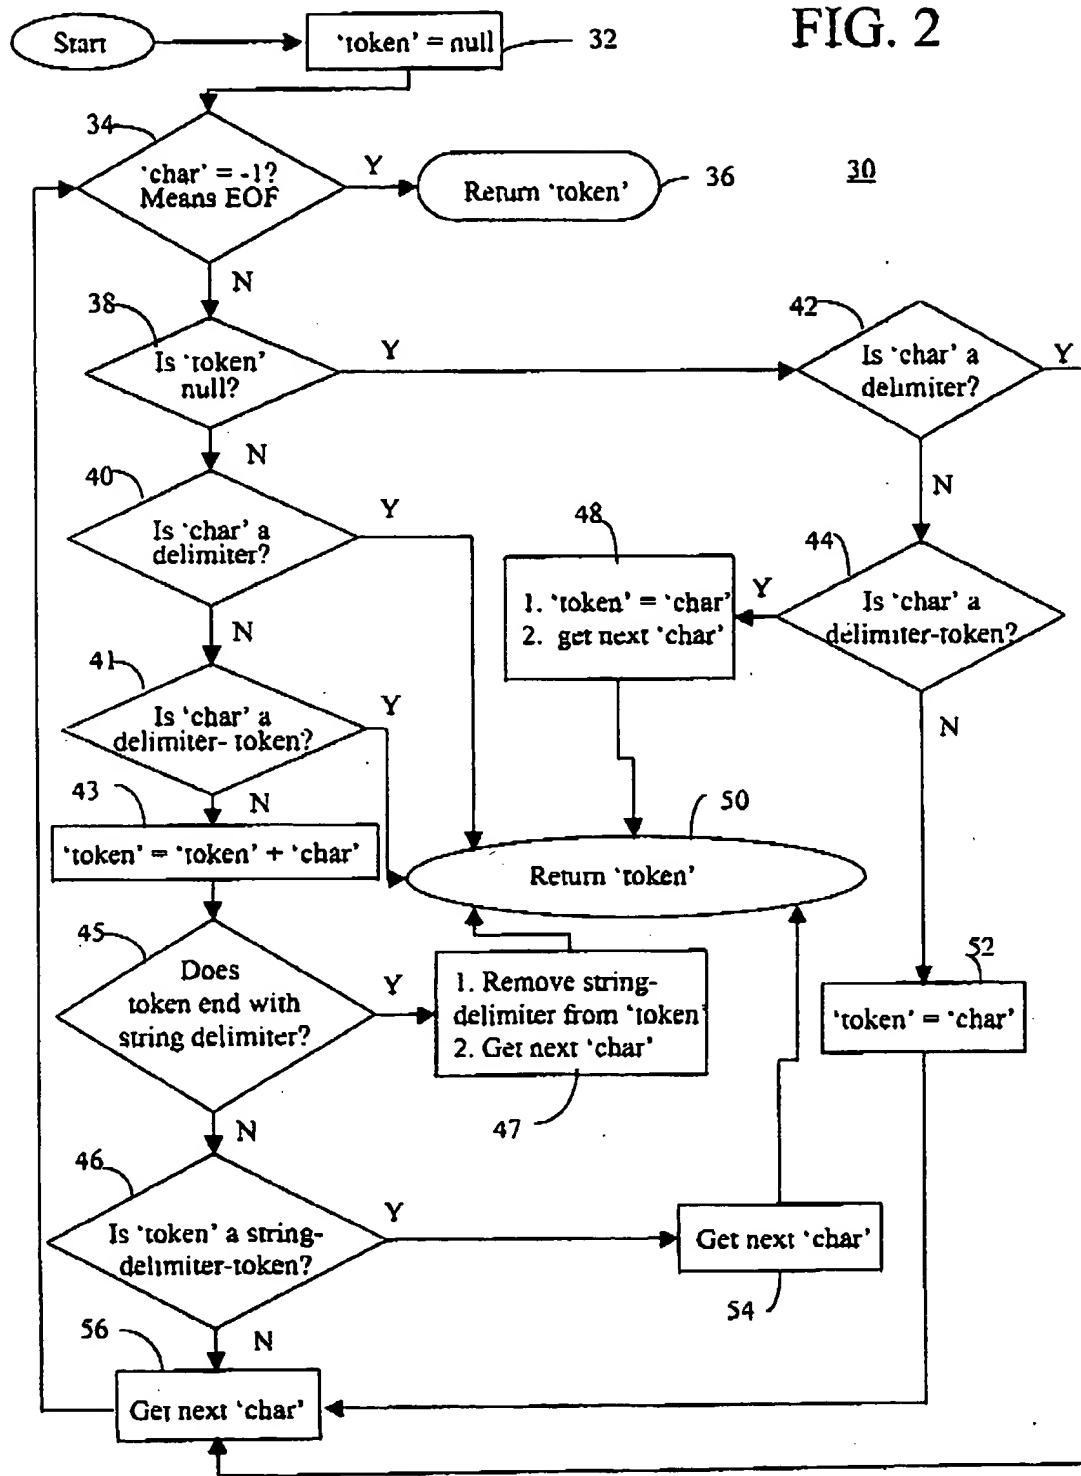 FIG. 2
Start
'token' = null
32
34
'char' = -1?
Means EOF
Y
Return 'token'
36
30
N
38
Is 'token'
null?
Y
42
Is 'char' a
delimiter?
Y
N
40
Is 'char' a
delimiter?
Y
N
48
1. 'token' = 'char'
2. get next 'char'
Y
44
Is 'char' a
delimiter-token?
N
N
41
Is 'char' a
delimiter- token?
Y
N
43
'token' = 'token' + 'char'
50
Return 'token'
45
Does
token end with
string delimiter?
Y
1. Remove string-
delimiter from 'token'
2. Get next 'char'
47
52
'token' = 'char'
N
46
Is 'token' a string-
delimiter-token?
Y
Get next 'char'
54
N
56
Get next 'char'